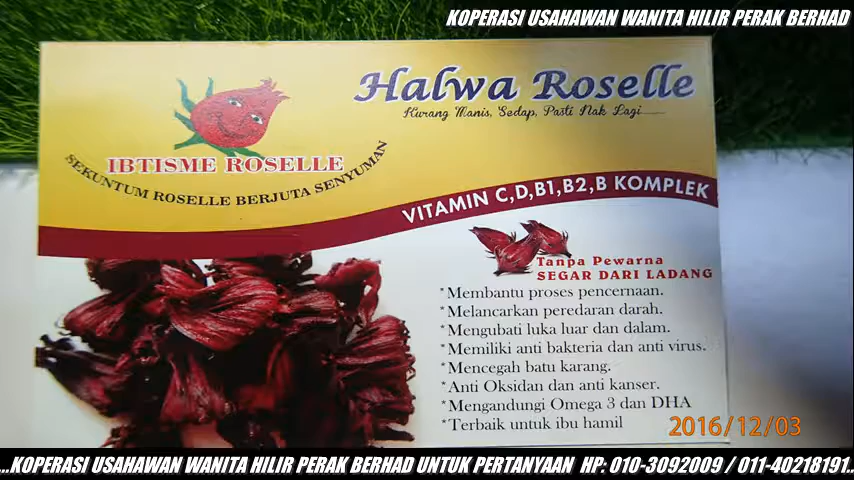 KOPERASI USAHAWAN WANITA HILIR PERAK BERHAD
Halwa Roselle
Kurang Manis, Sedap, Pasti Nak Lagi......
IBTISME ROSELLE
SEKUNTUM ROSELLE BERJUTA SENYUMAN
VITAMIN C,D,B1,B2,B KOMPLEK
Tanpa Pewarna
SEGAR DARI LADANG
*Membantu proses pencernaan.
*Melancarkan peredaran darah.
*Mengubati luka luar dan dalam.
*Memiliki anti bakteria dan anti virus.
*Mencegah batu karang.
*Anti Oksidan dan anti kanser.
*Mengandungi Omega 3 dan DHA
*Terbaik untuk ibu hamil
2016/12/03
...KOPERASI USAHAWAN WANITA HILIR PERAK BERHAD UNTUK PERTANYAAN HP: 010-3092009 / 011-40218191..